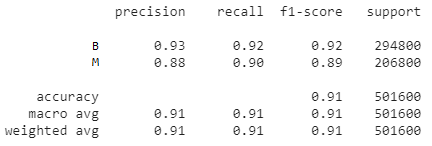 precision recall f1-score support
B 0.93 0.92 0.92 294800
M 0.88 0.90 0.89 206800
accuracy 0.91 501600
macro avg 0.91 0.91 0.91 501600
weighted avg 0.91 0.91 0.91 501600